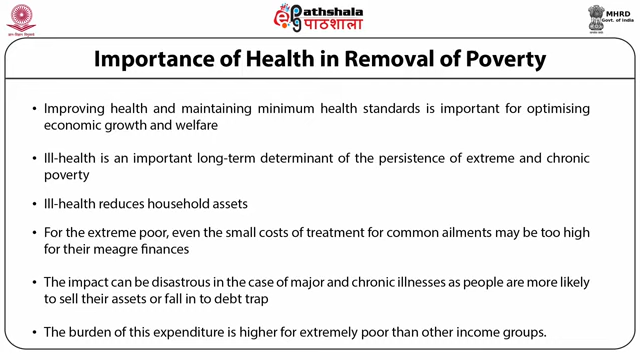 ePathshala
पाठशाला
MHRD
Govt. of India
Importance of Health in Removal of Poverty
• Improving health and maintaining minimum health standards is important for optimising
economic growth and welfare
• Ill-health is an important long-term determinant of the persistence of extreme and chronic
poverty
• Ill-health reduces household assets
• For the extreme poor, even the small costs of treatment for common ailments may be too high
for their meagre finances
• The impact can be disastrous in the case of major and chronic illnesses as people are more likely
to sell their assets or fall in to debt trap
• The burden of this expenditure is higher for extremely poor than other income groups.